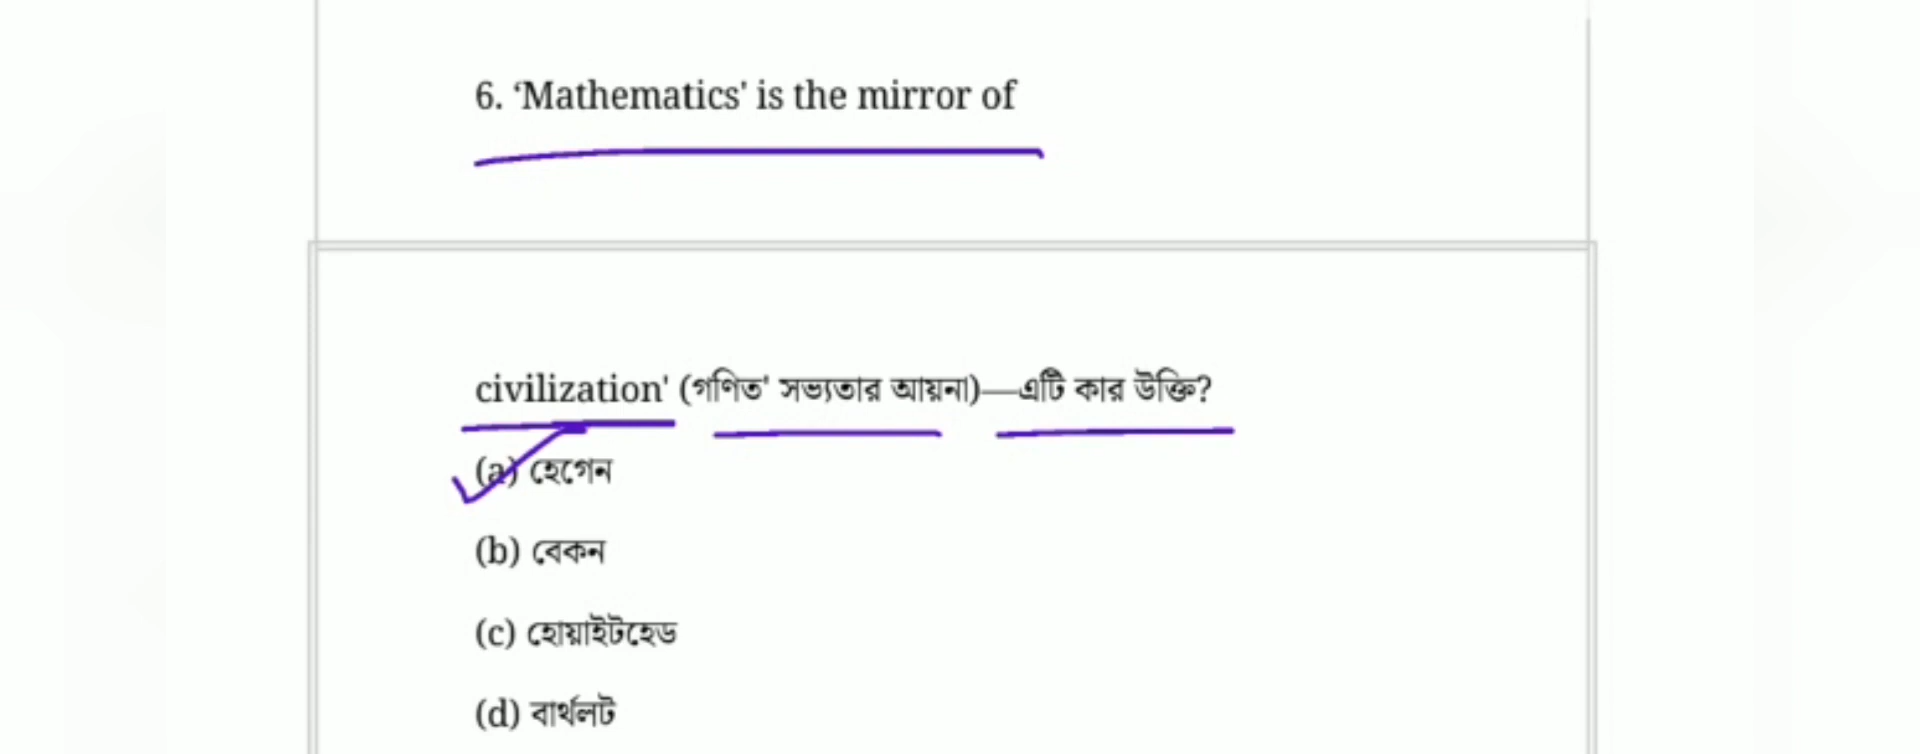 6. ‘Mathematics' is the mirror of
civilization' (গণিত' সভ্যতার আয়না)—এটি কার উক্তি?
(a) হেগেন
(b) বেকন
(c) হোয়াইটহেড
(d) বার্থলট